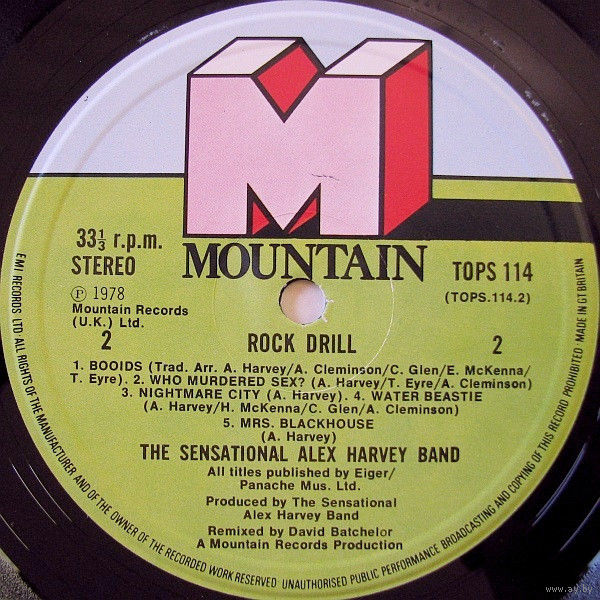 M
MOUNTAIN
33⅓ r.p.m.
STEREO
TOPS 114
(TOPS.114.2)
Ⓟ 1978
Mountain Records
(U.K.) Ltd.
2
ROCK DRILL
2
1. BOOIDS (Trad. Arr. A. Harvey/A. Cleminson/C. Glen/E. McKenna/
T. Eyre). 2. WHO MURDERED SEX? (A. Harvey/T. Eyre/A. Cleminson)
3. NIGHTMARE CITY (A. Harvey). 4. WATER BEASTIE
(A. Harvey/H. McKenna/C. Glen/A. Cleminson)
5. MRS. BLACKHOUSE
(A. Harvey)
THE SENSATIONAL ALEX HARVEY BAND
All titles published by Eiger/
Panache Mus. Ltd.
Produced by The Sensational
Alex Harvey Band
Remixed by David Batchelor
A Mountain Records Production
EMI RECORDS LTD ALL RIGHTS OF THE MANUFACTURER AND OF THE OWNER OF THE RECORDED WORK RESERVED UNAUTHORISED PUBLIC PERFORMANCE BROADCASTING AND COPYING OF THIS RECORD PROHIBITED MADE IN GT BRITAIN
www.ay.by